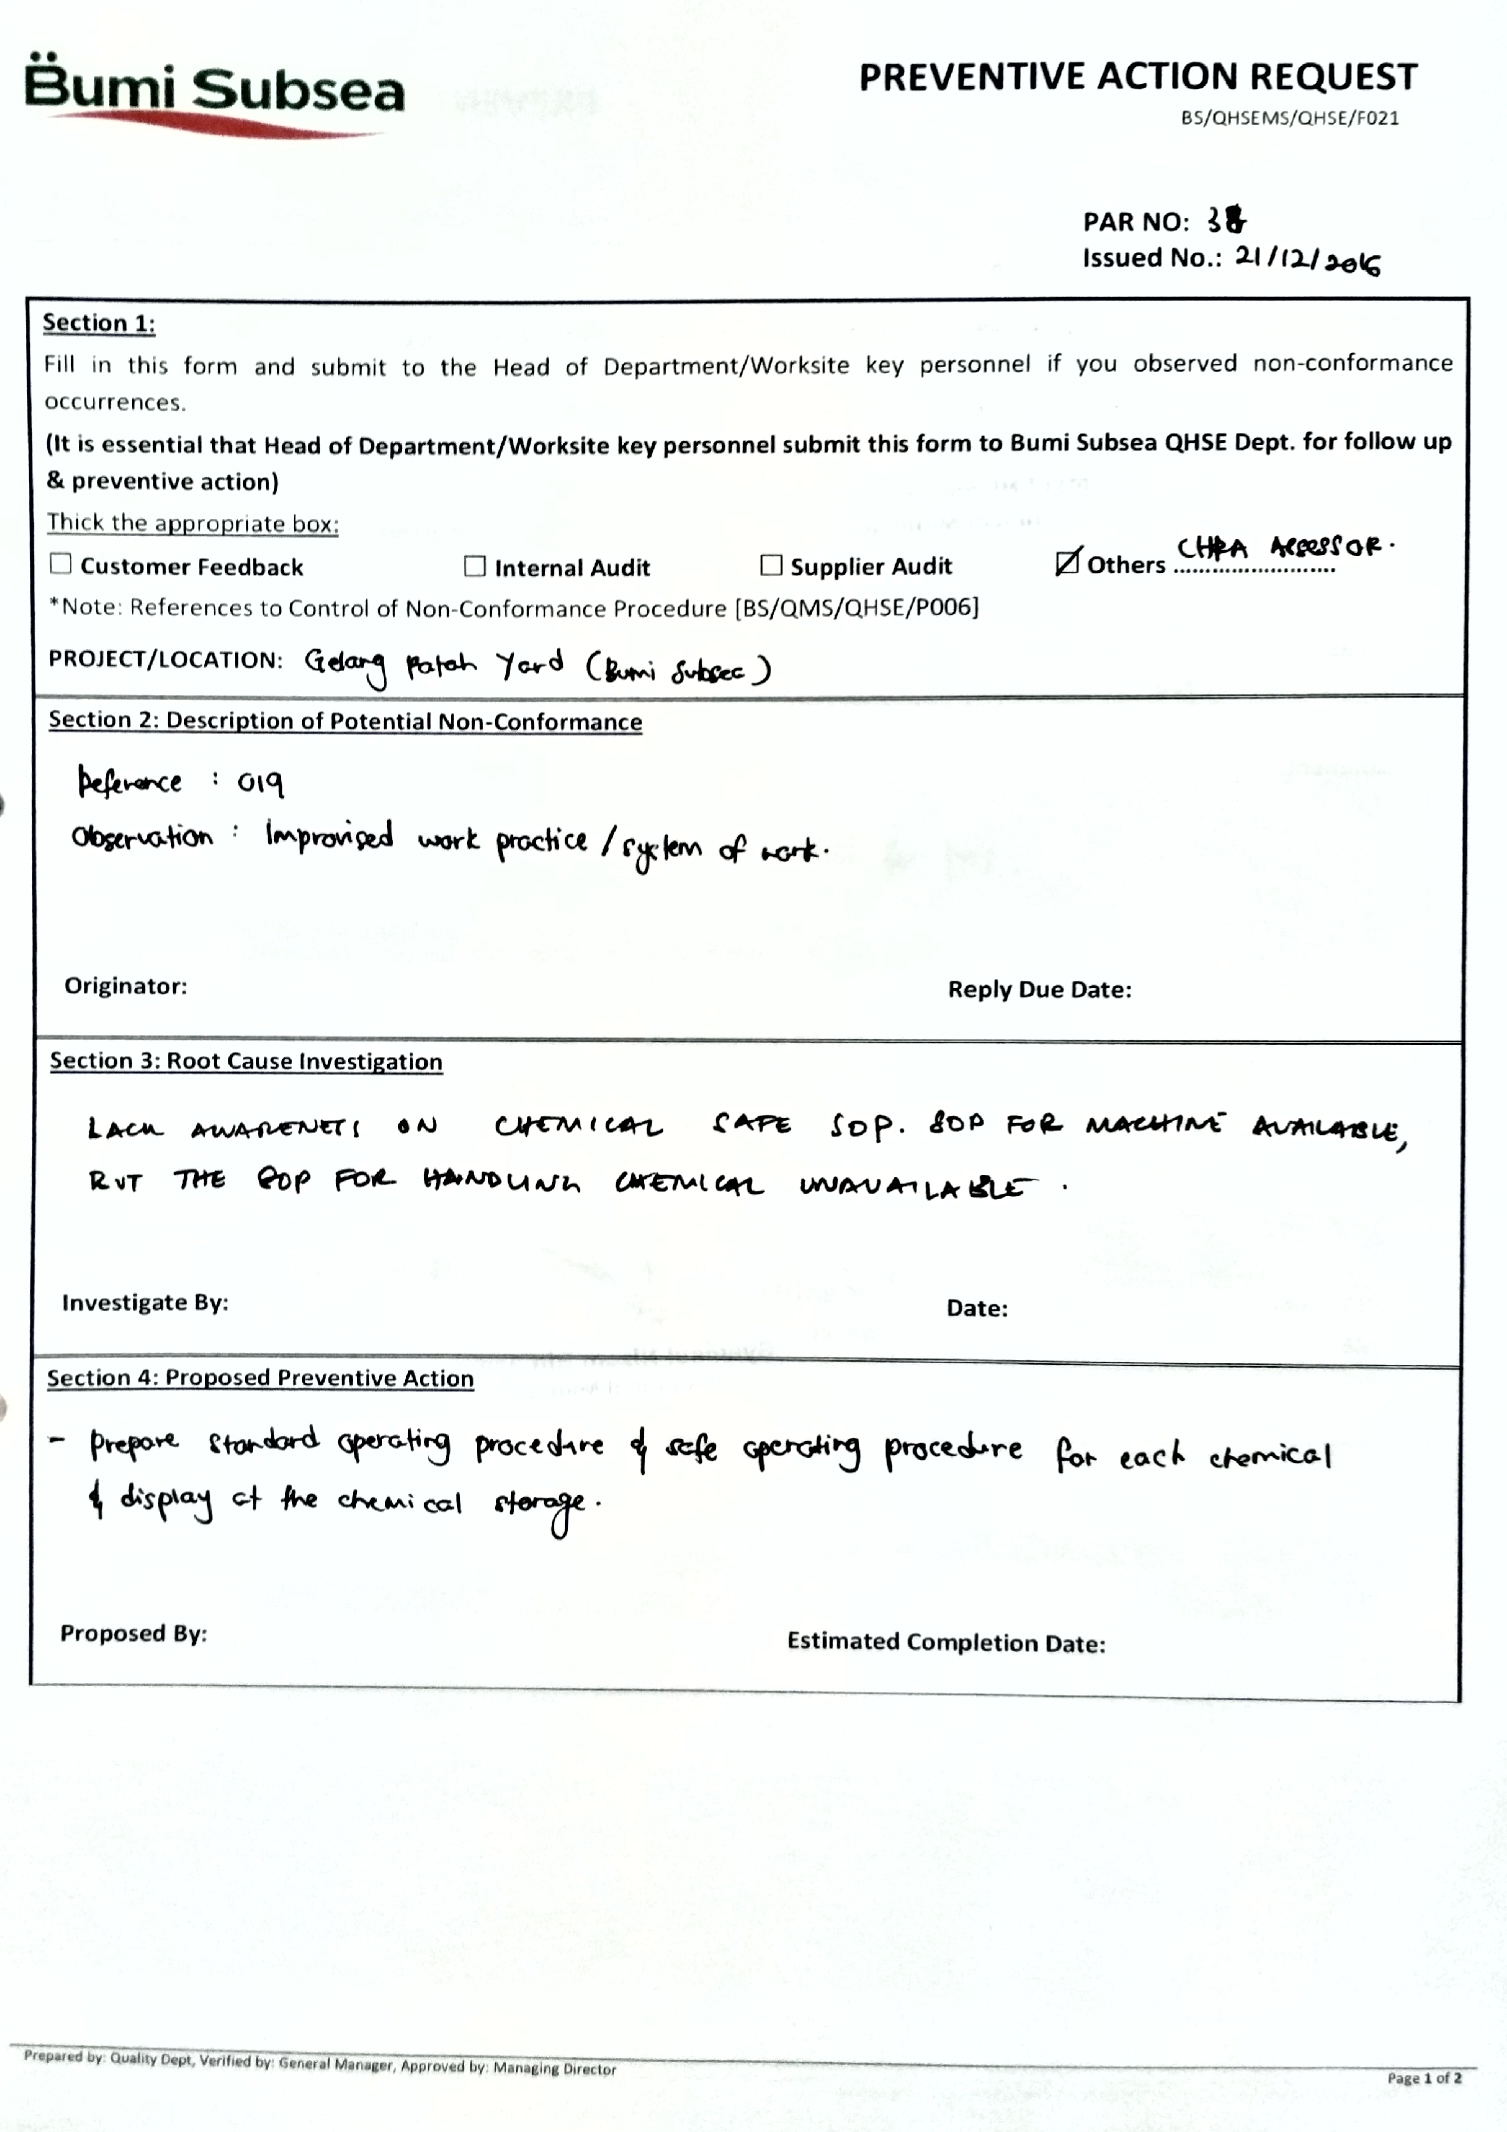 Bumi Subsea
PREVENTIVE ACTION REQUEST
BS/QHSEMS/QHSE/F021
PAR NO: 38
Issued No.: 21/12/2016
Section 1:
Fill in this form and submit to the Head of Department/Worksite key personnel if you observed non-conformance
occurrences.
(It is essential that Head of Department/Worksite key personnel submit this form to Bumi Subsea QHSE Dept. for follow up
& preventive action)
Thick the appropriate box:
Customer Feedback Internal Audit Supplier Audit Others CHRA Assessor.
*Note: References to Control of Non-Conformance Procedure [BS/QMS/QHSE/P006]
PROJECT/LOCATION: Gelang Patah Yard (Bumi Subsea)
Section 2: Description of Potential Non-Conformance
Reference : 019
Observation : Improvised work practice / system of work.
Originator: Reply Due Date:
Section 3: Root Cause Investigation
LACK AWARENESS ON CHEMICAL SAFE SOP. SOP FOR MACHINE AVAILABLE,
BUT THE SOP FOR HANDLING CHEMICAL UNAVAILABLE.
Investigate By: Date:
Section 4: Proposed Preventive Action
- Prepare standard operating procedure & safe operating procedure for each chemical
& display at the chemical storage.
Proposed By: Estimated Completion Date:
Prepared by: Quality Dept, Verified by: General Manager, Approved by: Managing Director
Page 1 of 2